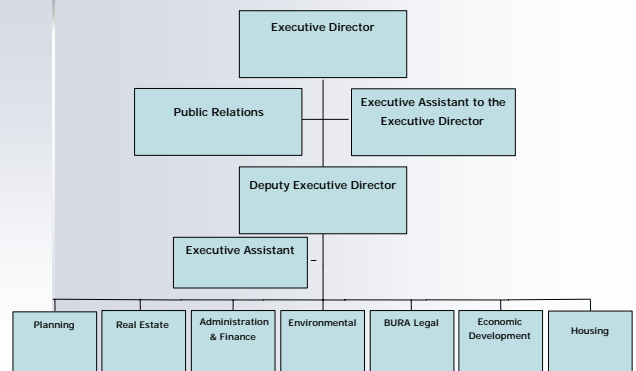 Executive Director
Public Relations
Executive Assistant to the
Executive Director
Deputy Executive Director
Executive Assistant
Planning
Real Estate
Administration
& Finance
Environmental
BURA Legal
Economic
Development
Housing